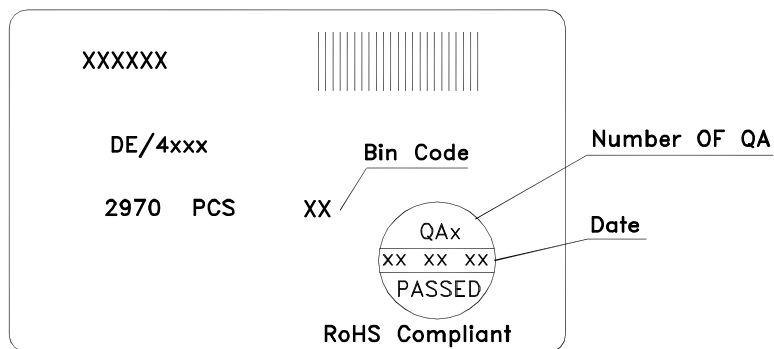 XXXXXX
DE/4xxx
Bin Code
Number OF QA
2970 PCS
XX
QAx
Date
xx xx xx
PASSED
RoHS Compliant